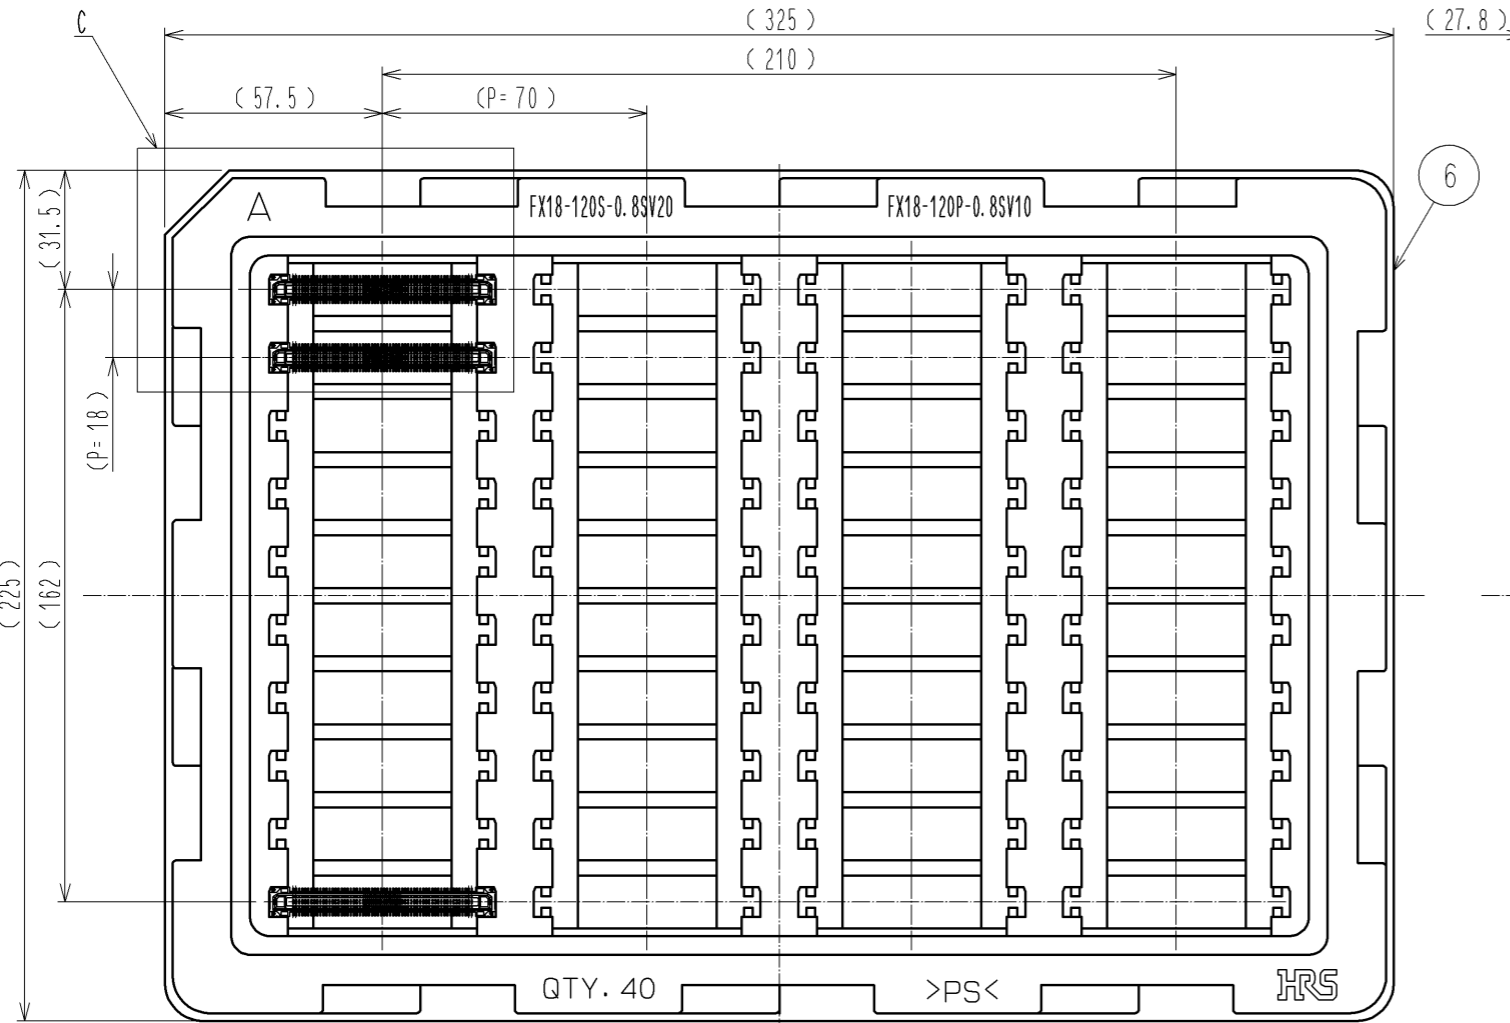 C
( 325 )
( 27.8 )
( 210 )
( 57.5 )
(P=70)
6
( 31.5 )
A
FX18-120S-0.8SV20
FX18-120P-0.8SV10
(P=18)
( 225 )
( 162 )
QTY. 40
>PS<
HRS